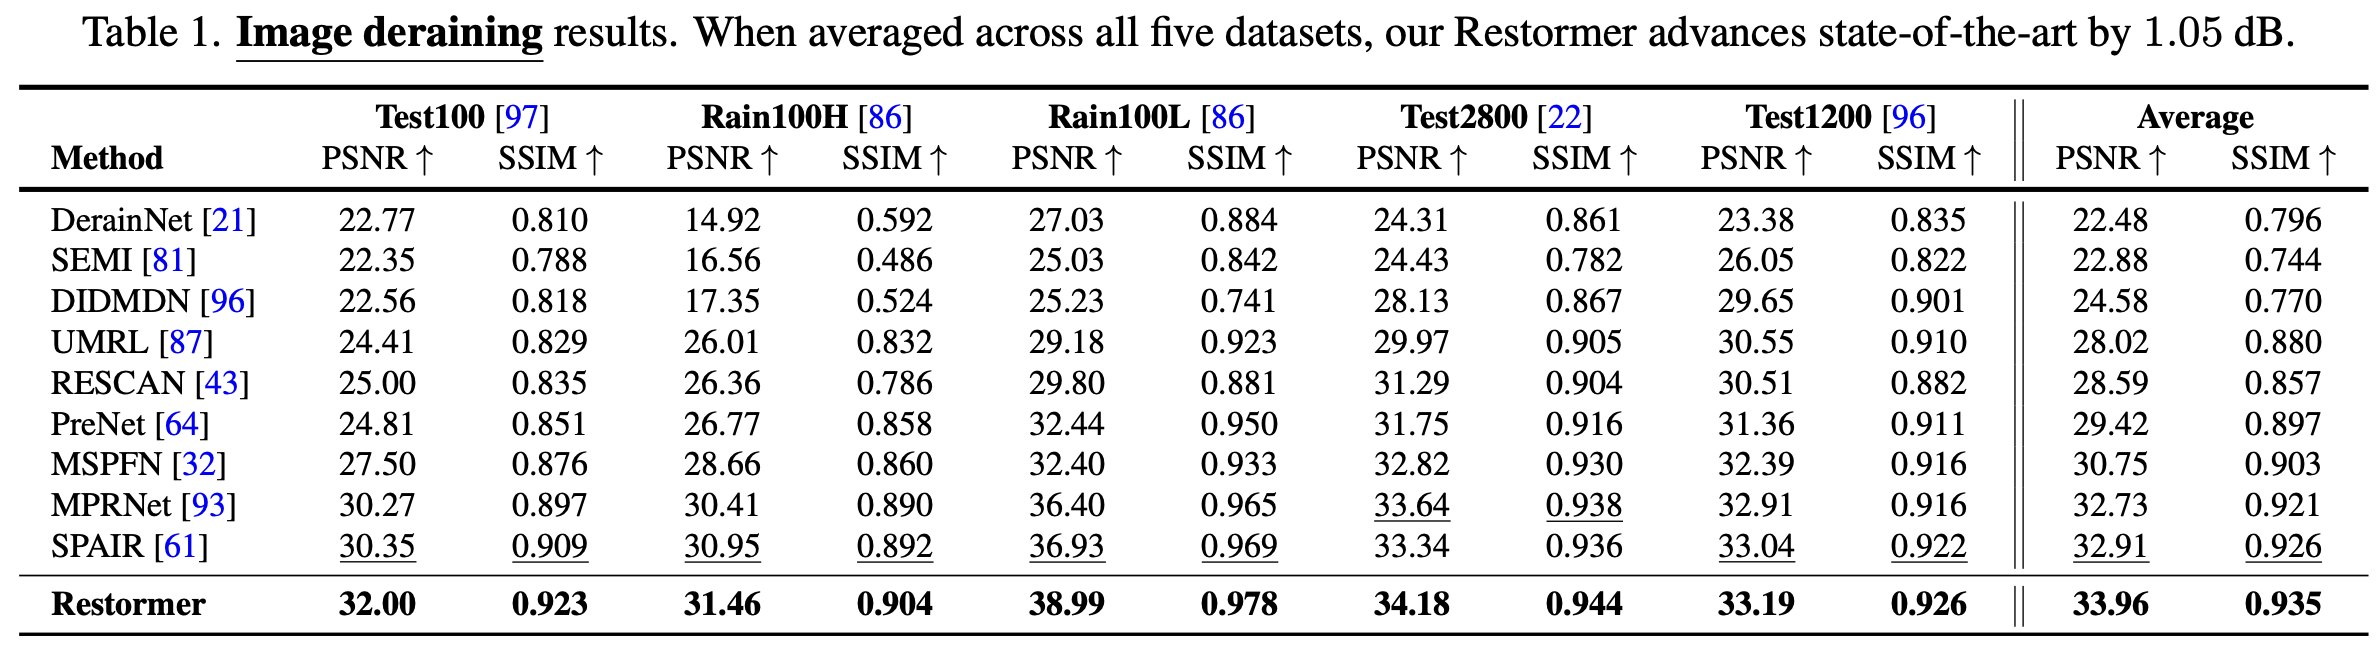 Table 1. Image deraining results. When averaged across all five datasets, our Restormer advances state-of-the-art by 1.05 dB.
Test100 [97] Rain100H [86] Rain100L [86] Test2800 [22] Test1200 [96] Average
Method PSNR ↑ SSIM ↑ PSNR ↑ SSIM ↑ PSNR ↑ SSIM ↑ PSNR ↑ SSIM ↑ PSNR ↑ SSIM ↑ PSNR ↑ SSIM ↑
DerainNet [21] 22.77 0.810 14.92 0.592 27.03 0.884 24.31 0.861 23.38 0.835 22.48 0.796
SEMI [81] 22.35 0.788 16.56 0.486 25.03 0.842 24.43 0.782 26.05 0.822 22.88 0.744
DIDMDN [96] 22.56 0.818 17.35 0.524 25.23 0.741 28.13 0.867 29.65 0.901 24.58 0.770
UMRL [87] 24.41 0.829 26.01 0.832 29.18 0.923 29.97 0.905 30.55 0.910 28.02 0.880
RESCAN [43] 25.00 0.835 26.36 0.786 29.80 0.881 31.29 0.904 30.51 0.882 28.59 0.857
PreNet [64] 24.81 0.851 26.77 0.858 32.44 0.950 31.75 0.916 31.36 0.911 29.42 0.897
MSPFN [32] 27.50 0.876 28.66 0.860 32.40 0.933 32.82 0.930 32.39 0.916 30.75 0.903
MPRNet [93] 30.27 0.897 30.41 0.890 36.40 0.965 33.64 0.938 32.91 0.916 32.73 0.921
SPAIR [61] 30.35 0.909 30.95 0.892 36.93 0.969 33.34 0.936 33.04 0.922 32.91 0.926
Restormer 32.00 0.923 31.46 0.904 38.99 0.978 34.18 0.944 33.19 0.926 33.96 0.935